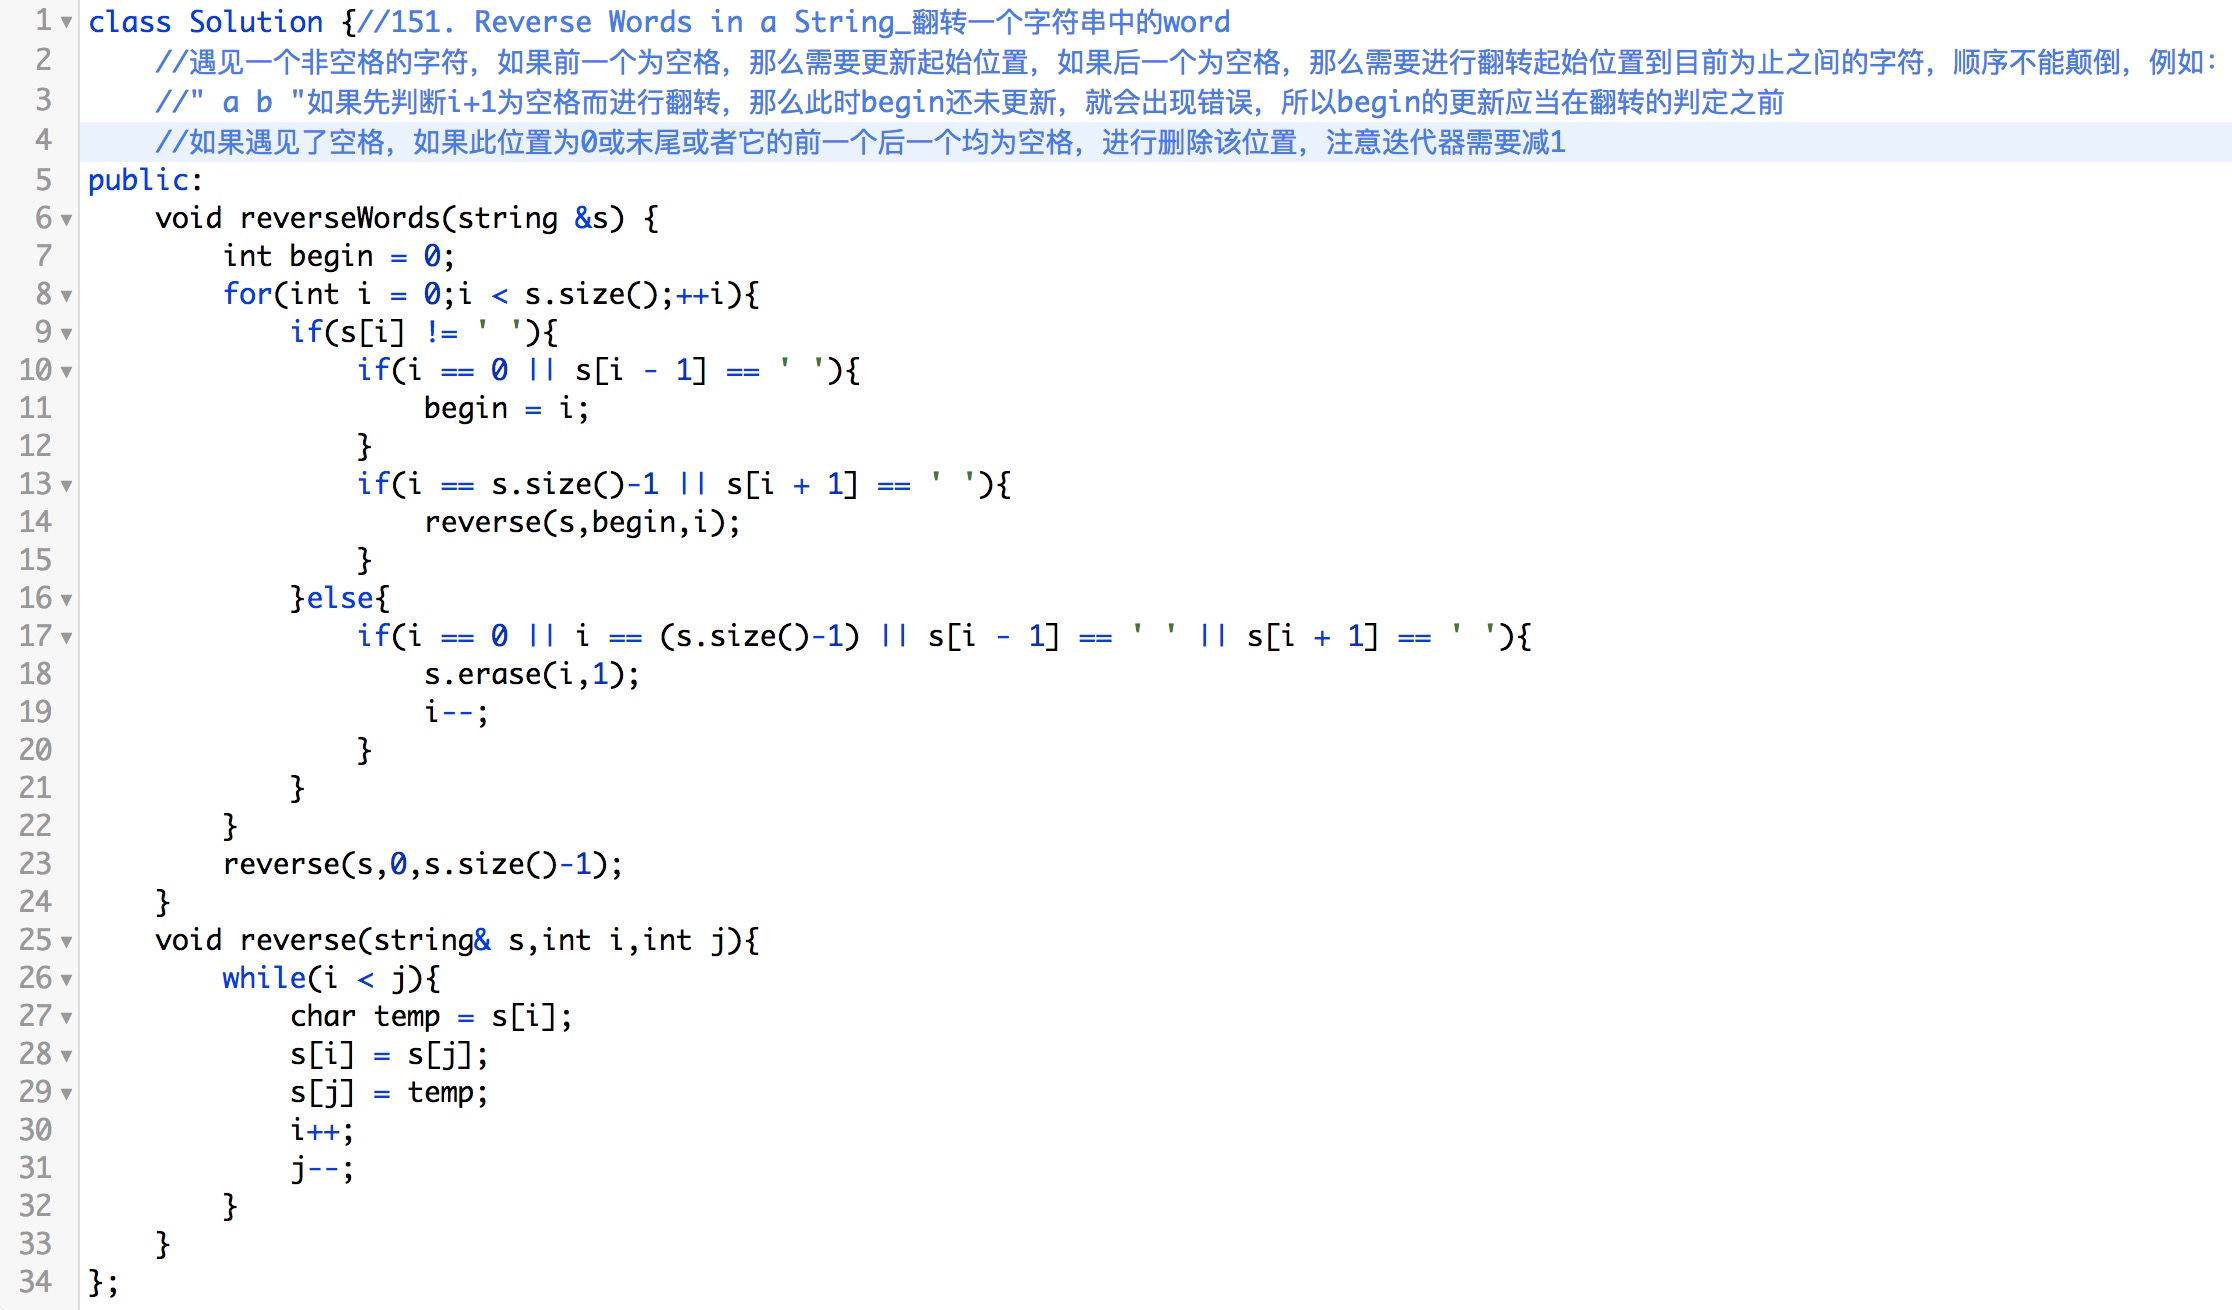 1 class Solution {//151. Reverse Words in a String_翻转一个字符串中的word
2 //遇见一个非空格的字符，如果前一个为空格，那么需要更新起始位置，如果后一个为空格，那么需要进行翻转起始位置到目前为止之间的字符，顺序不能颠倒，例如：
3 //" a b "如果先判断i+1为空格而进行翻转，那么此时begin还未更新，就会出现错误，所以begin的更新应当在翻转的判定之前
4 //如果遇见了空格，如果此位置为0或末尾或者它的前一个后一个均为空格，进行删除该位置，注意迭代器需要减1
5 public:
6 void reverseWords(string &s) {
7 int begin = 0;
8 for(int i = 0;i < s.size();++i){
9 if(s[i] != ' '){
10 if(i == 0 || s[i - 1] == ' '){
11 begin = i;
12 }
13 if(i == s.size()-1 || s[i + 1] == ' '){
14 reverse(s,begin,i);
15 }
16 }else{
17 if(i == 0 || i == (s.size()-1) || s[i - 1] == ' ' || s[i + 1] == ' '){
18 s.erase(i,1);
19 i--;
20 }
21 }
22 }
23 reverse(s,0,s.size()-1);
24 }
25 void reverse(string& s,int i,int j){
26 while(i < j){
27 char temp = s[i];
28 s[i] = s[j];
29 s[j] = temp;
30 i++;
31 j--;
32 }
33 }
34 };